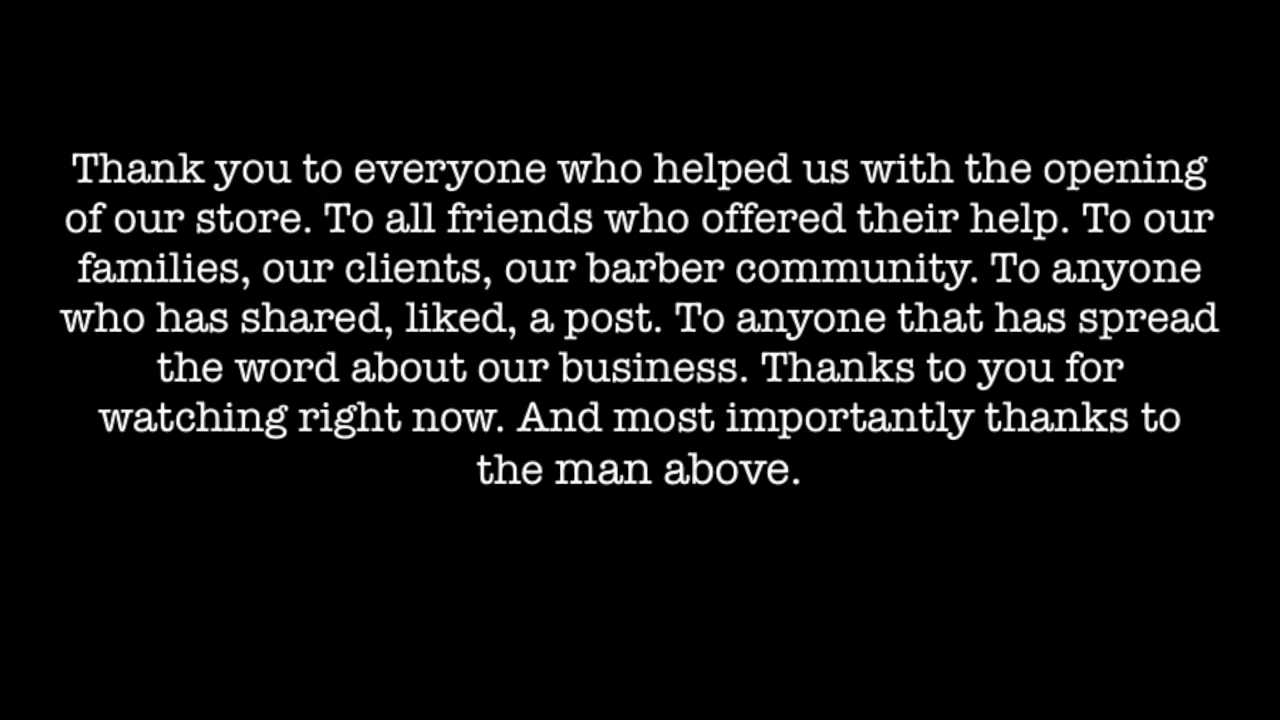 Thank you to everyone who helped us with the opening
of our store. To all friends who offered their help. To our
families, our clients, our barber community. To anyone
who has shared, liked, a post. To anyone that has spread
the word about our business. Thanks to you for
watching right now. And most importantly thanks to
the man above.